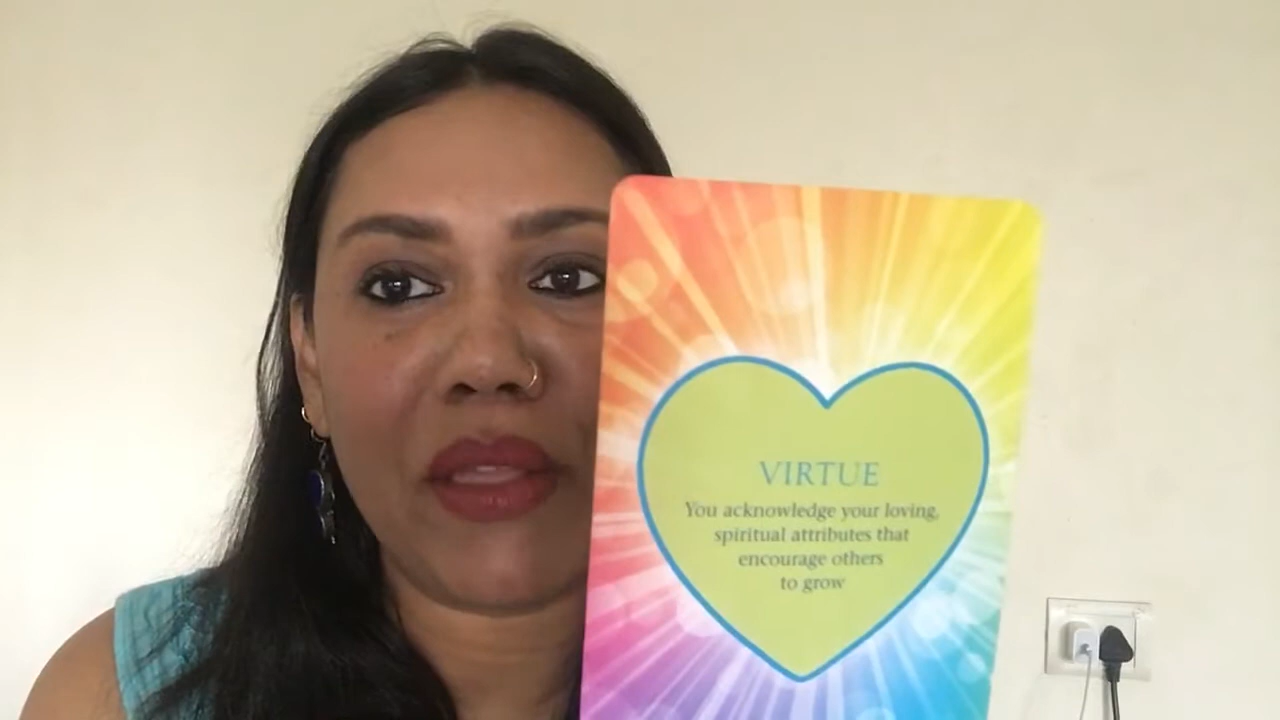 VIRTUE
You acknowledge your loving,
spiritual attributes that
encourage others
to grow